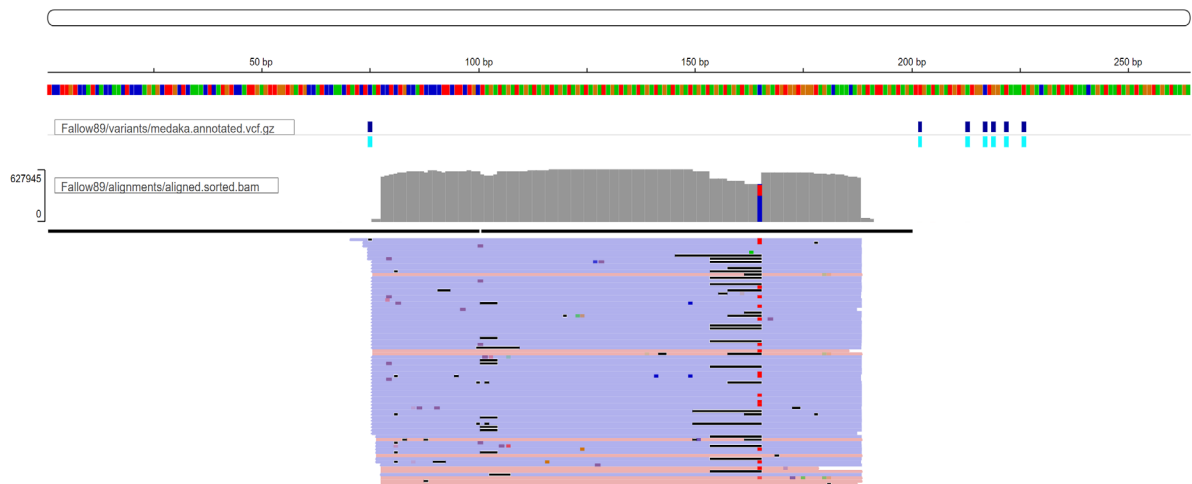 50 bp
100 bp
150 bp
200 bp
250 bp
Fallow89/variants/medaka.annotated.vcf.gz
627945
Fallow89/alignments/aligned.sorted.bam
0